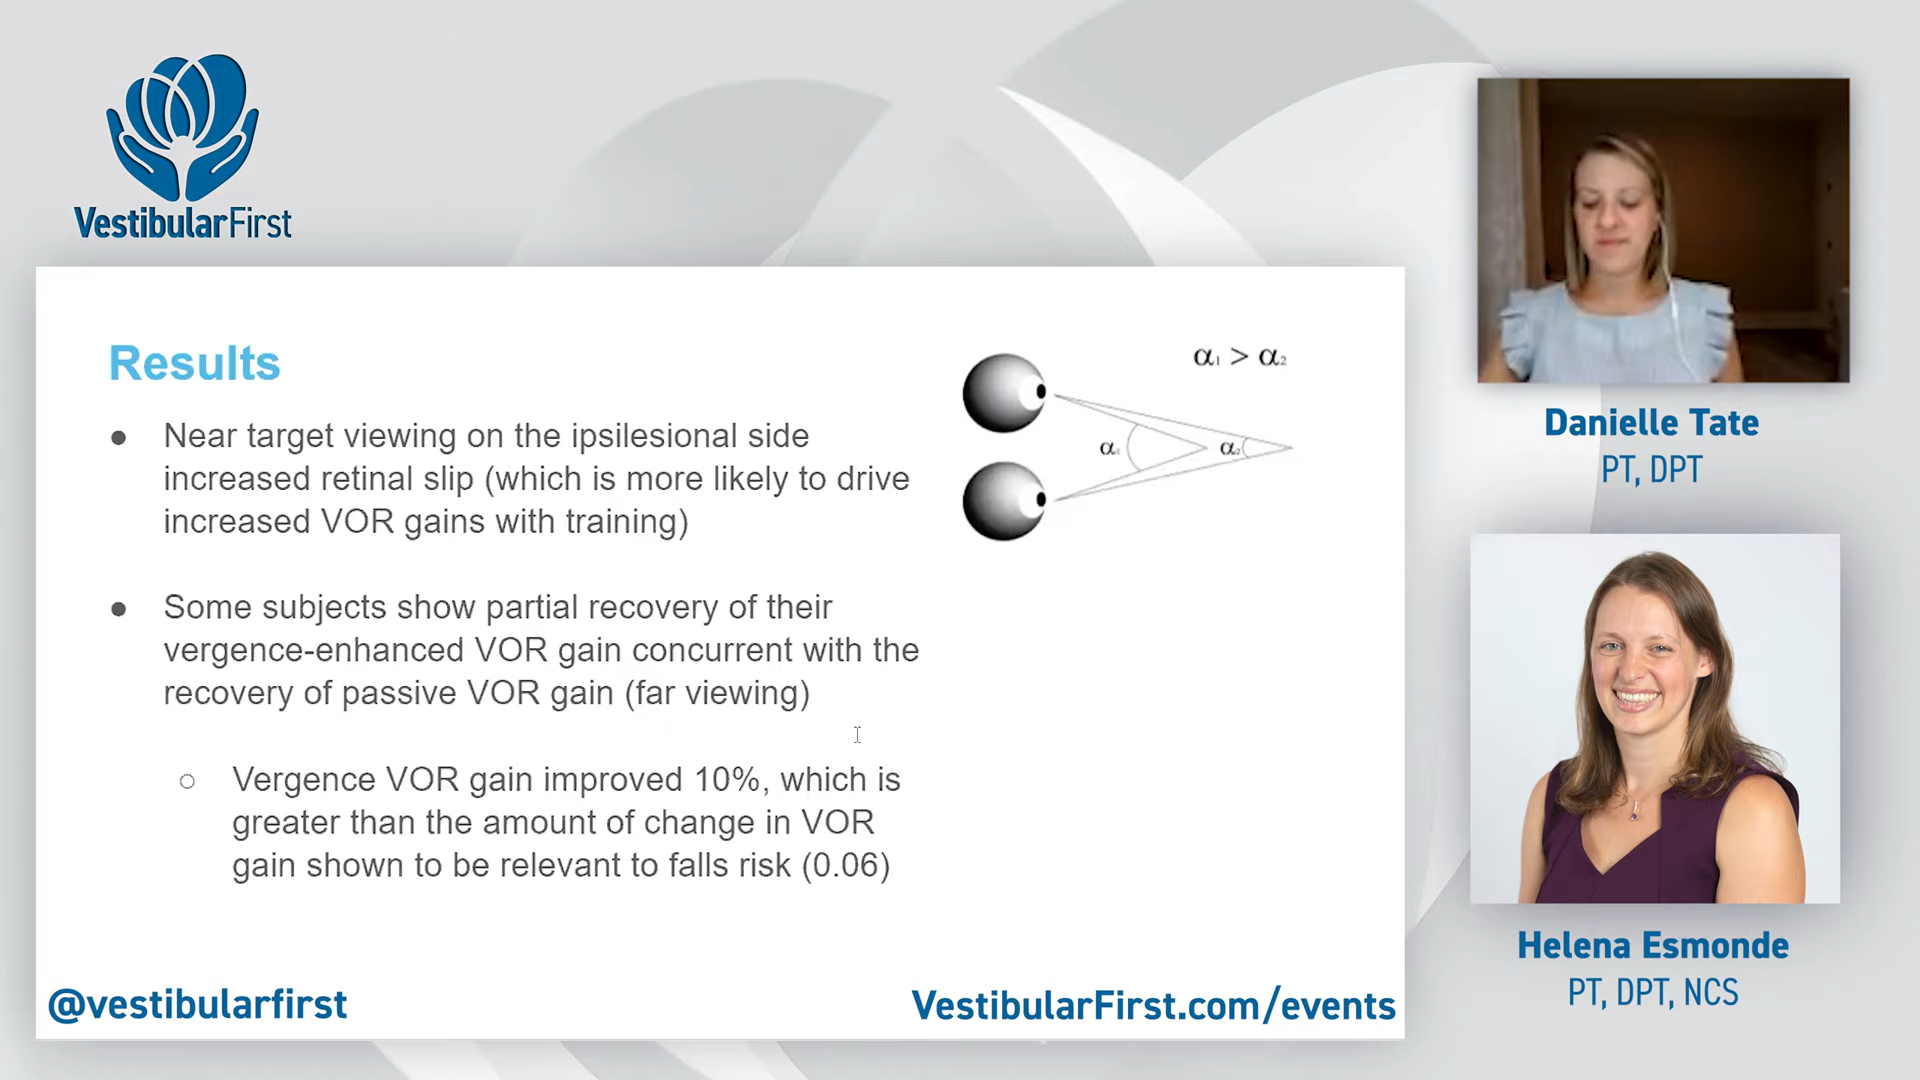 VestibularFirst
Results
α₁ > α₂
● Near target viewing on the ipsilesional side
increased retinal slip (which is more likely to drive
increased VOR gains with training)
α₁
α₂
● Some subjects show partial recovery of their
vergence-enhanced VOR gain concurrent with the
recovery of passive VOR gain (far viewing)
○ Vergence VOR gain improved 10%, which is
greater than the amount of change in VOR
gain shown to be relevant to falls risk (0.06)
@vestibularfirst
VestibularFirst.com/events
Danielle Tate
PT, DPT
Helena Esmonde
PT, DPT, NCS